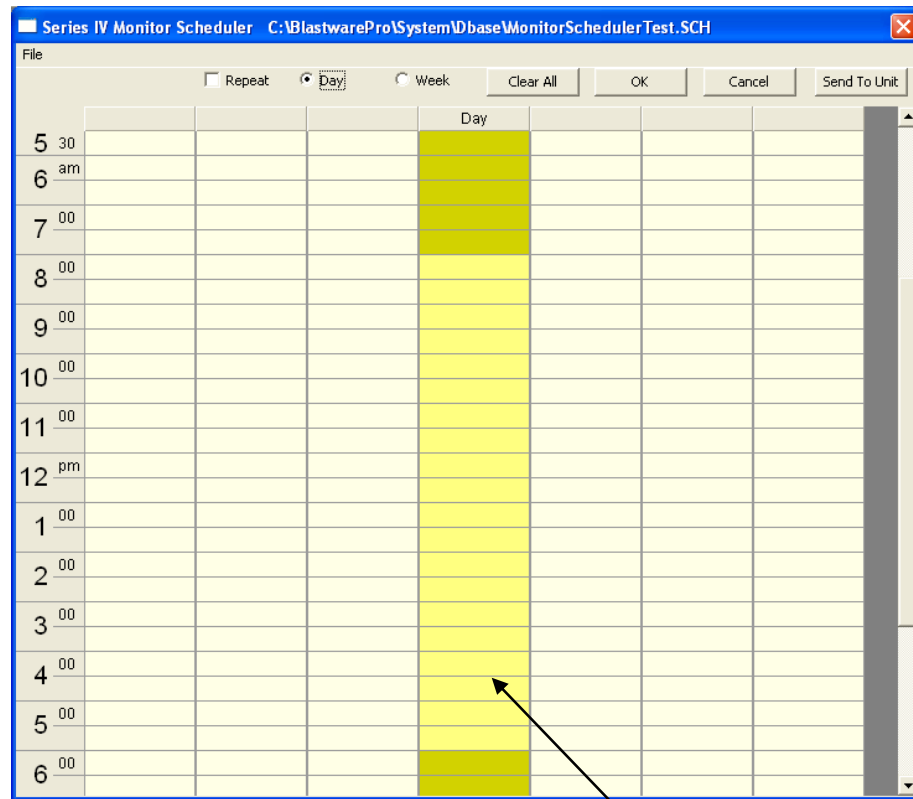 Series IV Monitor Scheduler C:\BlastwarePro\System\Dbase\MonitorSchedulerTest.SCH
File
Repeat Day Week Clear All OK Cancel Send To Unit
Day
5 30
6 am
7 00
8 00
9 00
10 00
11 00
12 pm
1 00
2 00
3 00
4 00
5 00
6 00